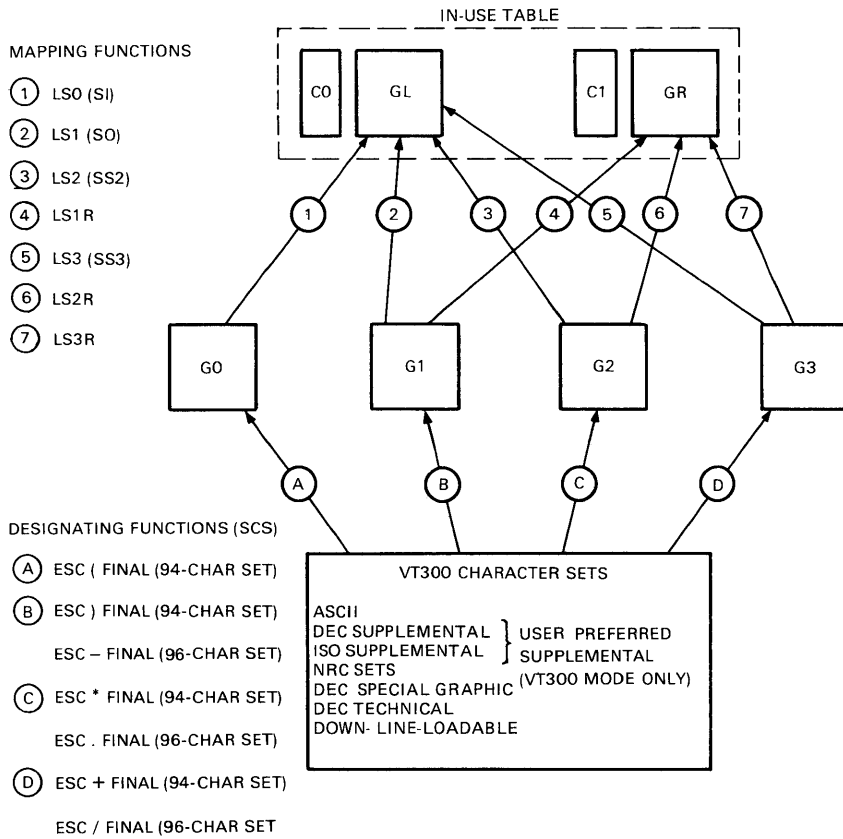 IN-USE TABLE
MAPPING FUNCTIONS
1 LS0 (SI)
2 LS1 (SO)
3 LS2 (SS2)
4 LS1R
5 LS3 (SS3)
6 LS2R
7 LS3R
C0 GL C1 GR
1 2 3 4 5 6 7
G0 G1 G2 G3
A B C D
DESIGNATING FUNCTIONS (SCS)
A ESC ( FINAL (94-CHAR SET)
B ESC ) FINAL (94-CHAR SET)
ESC – FINAL (96-CHAR SET)
C ESC * FINAL (94-CHAR SET)
ESC . FINAL (96-CHAR SET)
D ESC + FINAL (94-CHAR SET)
ESC / FINAL (96-CHAR SET
VT300 CHARACTER SETS
ASCII
DEC SUPPLEMENTAL
ISO SUPPLEMENTAL
NRC SETS
DEC SPECIAL GRAPHIC
DEC TECHNICAL
DOWN- LINE-LOADABLE
} USER PREFERRED
SUPPLEMENTAL
(VT300 MODE ONLY)